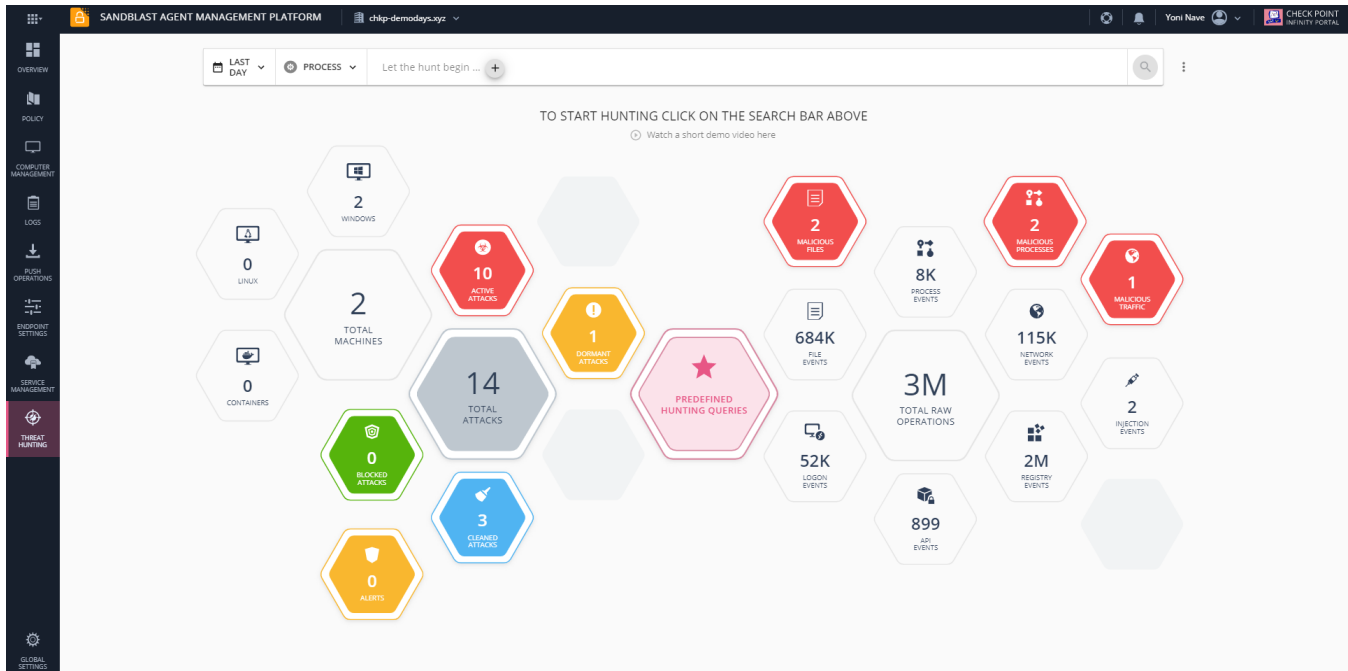 SANDBLAST AGENT MANAGEMENT PLATFORM
chkp-demodays.xyz
Yoni Nave
CHECK POINT
INFINITY PORTAL
OVERVIEW
POLICY
COMPUTER
MANAGEMENT
LOGS
PUSH
OPERATIONS
ENDPOINT
SETTINGS
SERVICE
MANAGEMENT
THREAT
HUNTING
GLOBAL
SETTINGS
LAST
DAY
PROCESS
Let the hunt begin ...
TO START HUNTING CLICK ON THE SEARCH BAR ABOVE
Watch a short demo video here
2
WINDOWS
0
LINUX
2
TOTAL
MACHINES
0
CONTAINERS
10
ACTIVE
ATTACKS
1
DORMANT
ATTACKS
14
TOTAL
ATTACKS
0
BLOCKED
ATTACKS
3
CLEANED
ATTACKS
0
ALERTS
PREDEFINED
HUNTING QUERIES
2
MALICIOUS
FILES
8K
PROCESS
EVENTS
2
MALICIOUS
PROCESSES
1
MALICIOUS
TRAFFIC
684K
FILE
EVENTS
115K
NETWORK
EVENTS
3M
TOTAL RAW
OPERATIONS
2
INJECTION
EVENTS
52K
LOGON
EVENTS
2M
REGISTRY
EVENTS
899
API
EVENTS